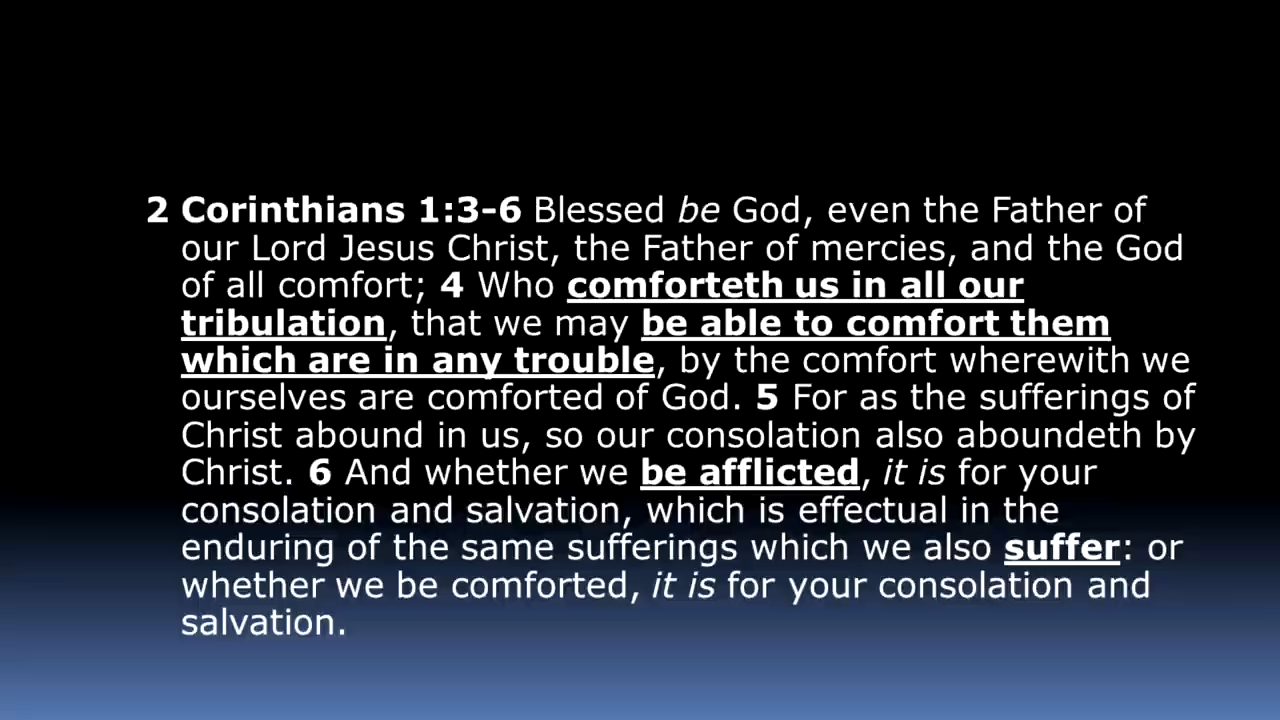 2 Corinthians 1:3-6 Blessed be God, even the Father of
our Lord Jesus Christ, the Father of mercies, and the God
of all comfort; 4 Who comforteth us in all our
tribulation, that we may be able to comfort them
which are in any trouble, by the comfort wherewith we
ourselves are comforted of God. 5 For as the sufferings of
Christ abound in us, so our consolation also aboundeth by
Christ. 6 And whether we be afflicted, it is for your
consolation and salvation, which is effectual in the
enduring of the same sufferings which we also suffer: or
whether we be comforted, it is for your consolation and
salvation.